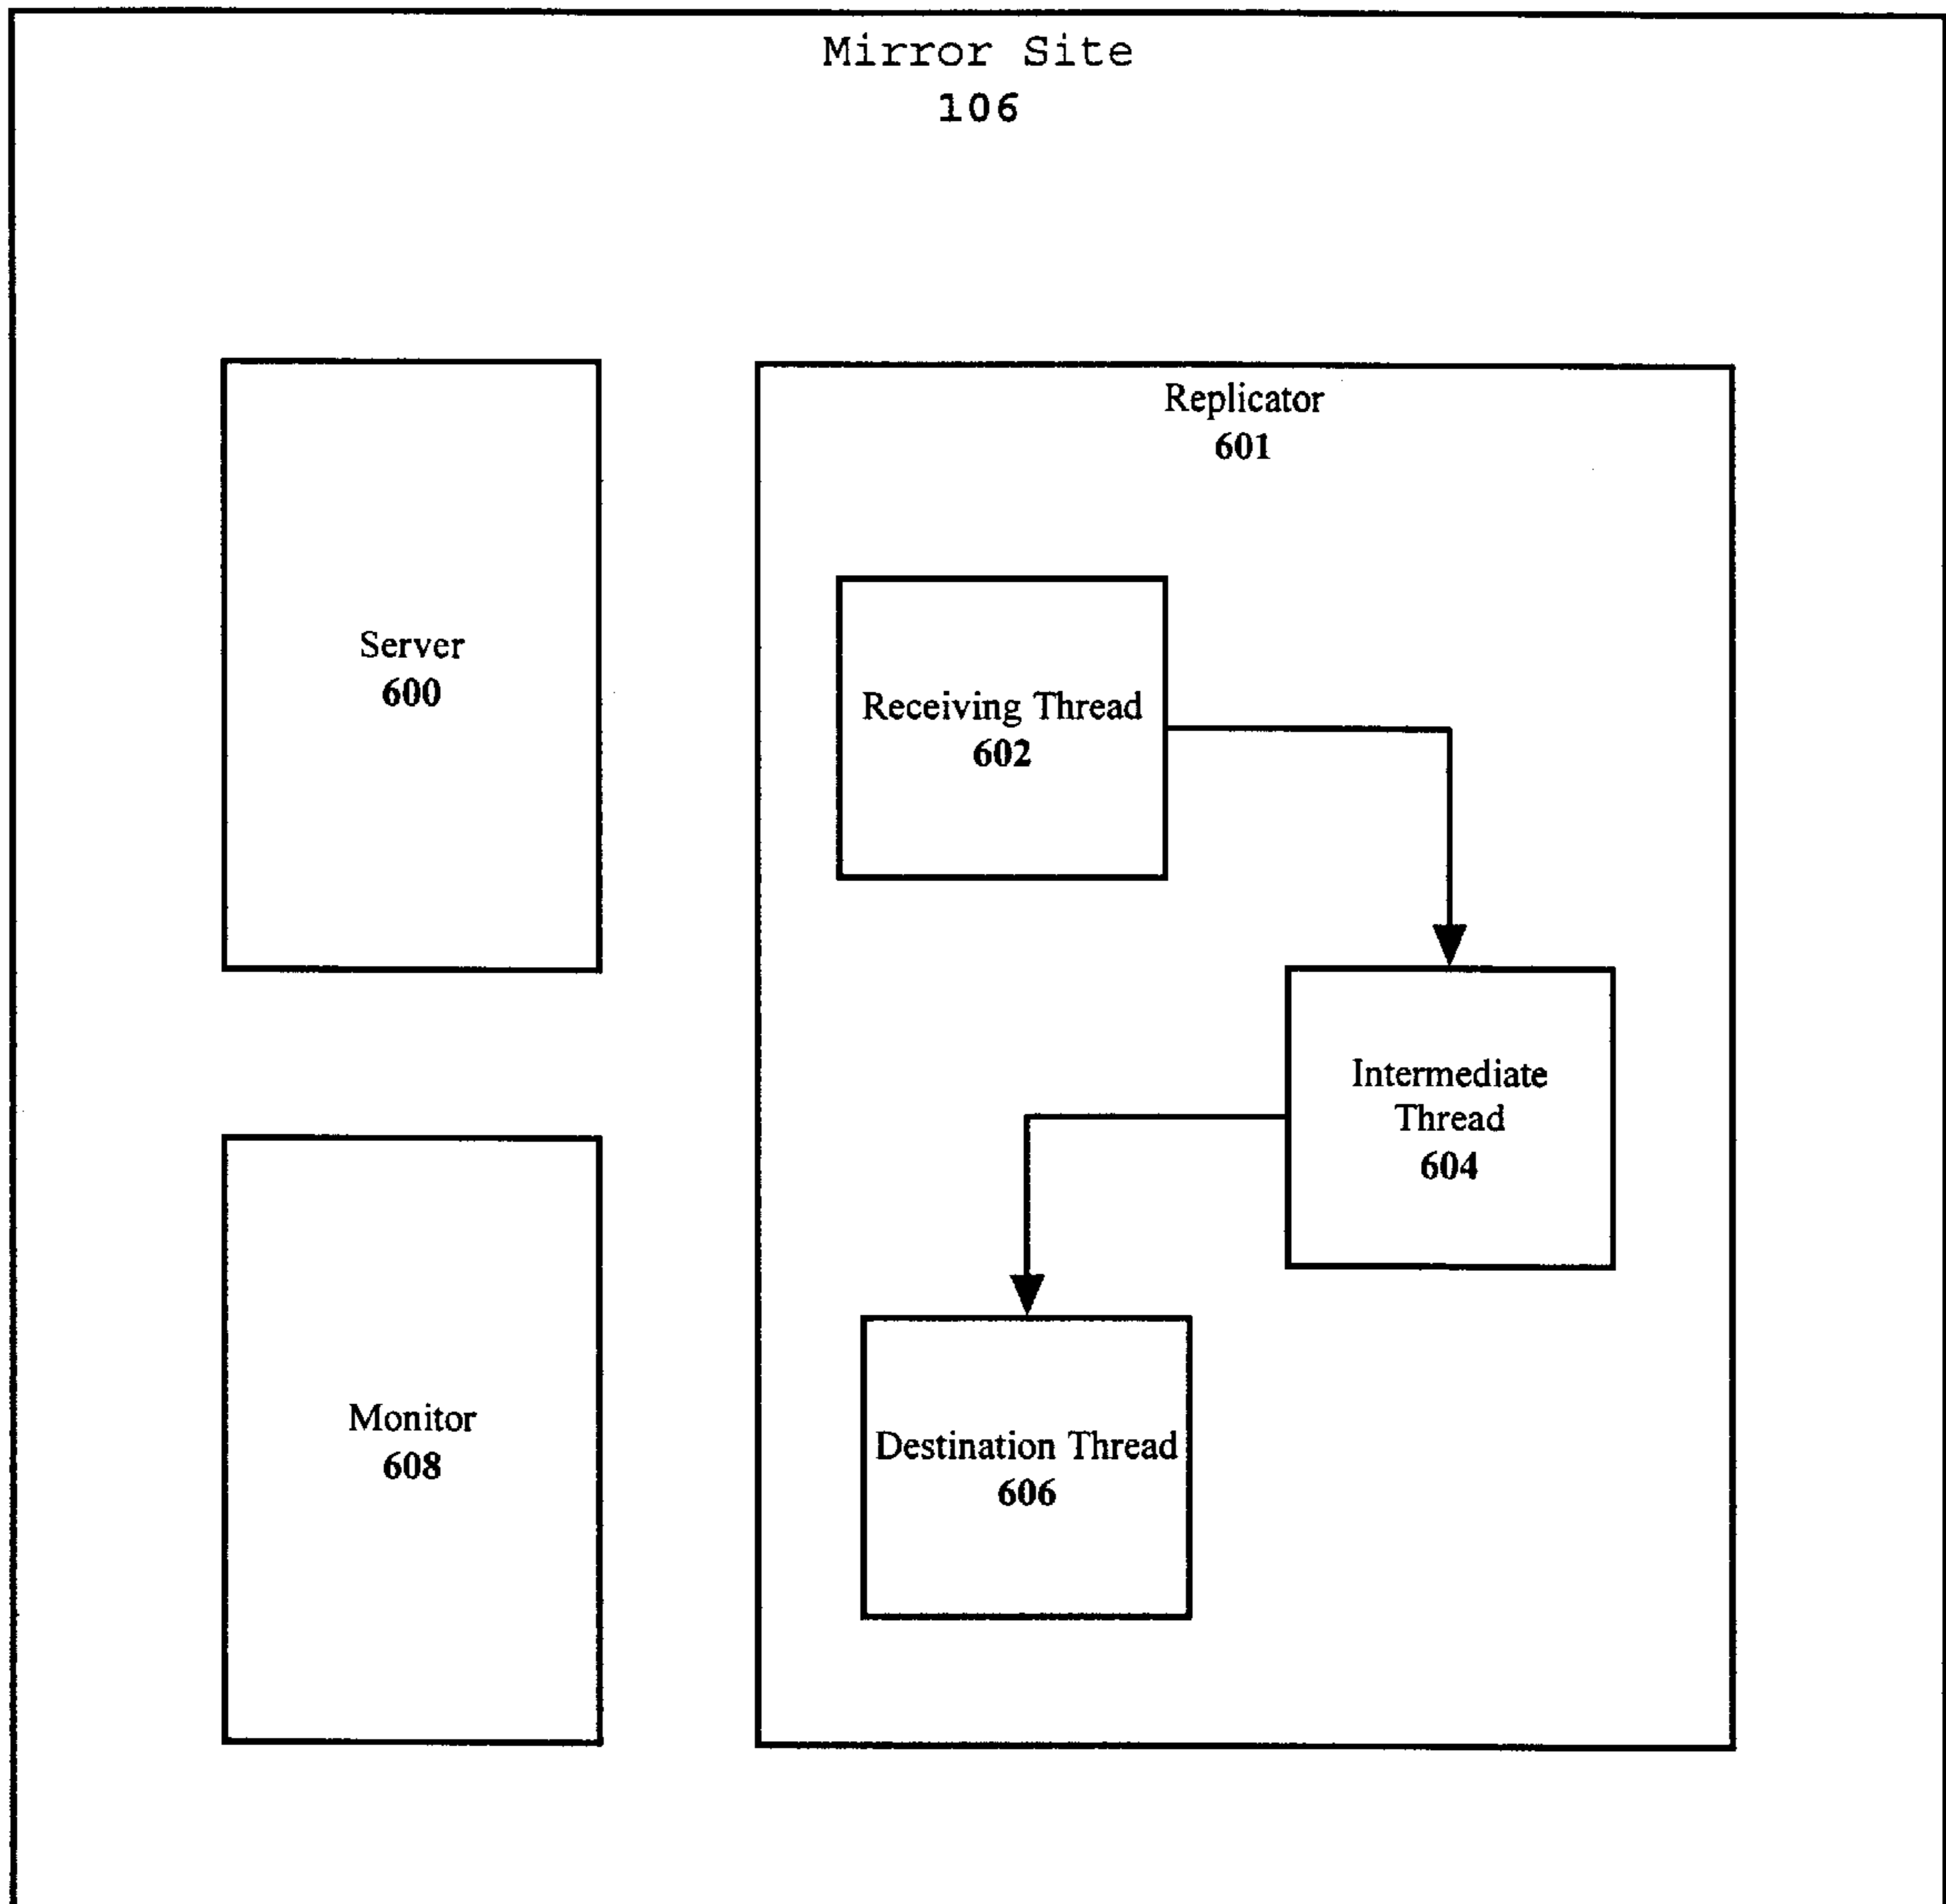 Mirror Site
106
Replicator
601
Server
600
Receiving Thread
602
Intermediate
Thread
604
Monitor
608
Destination Thread
606